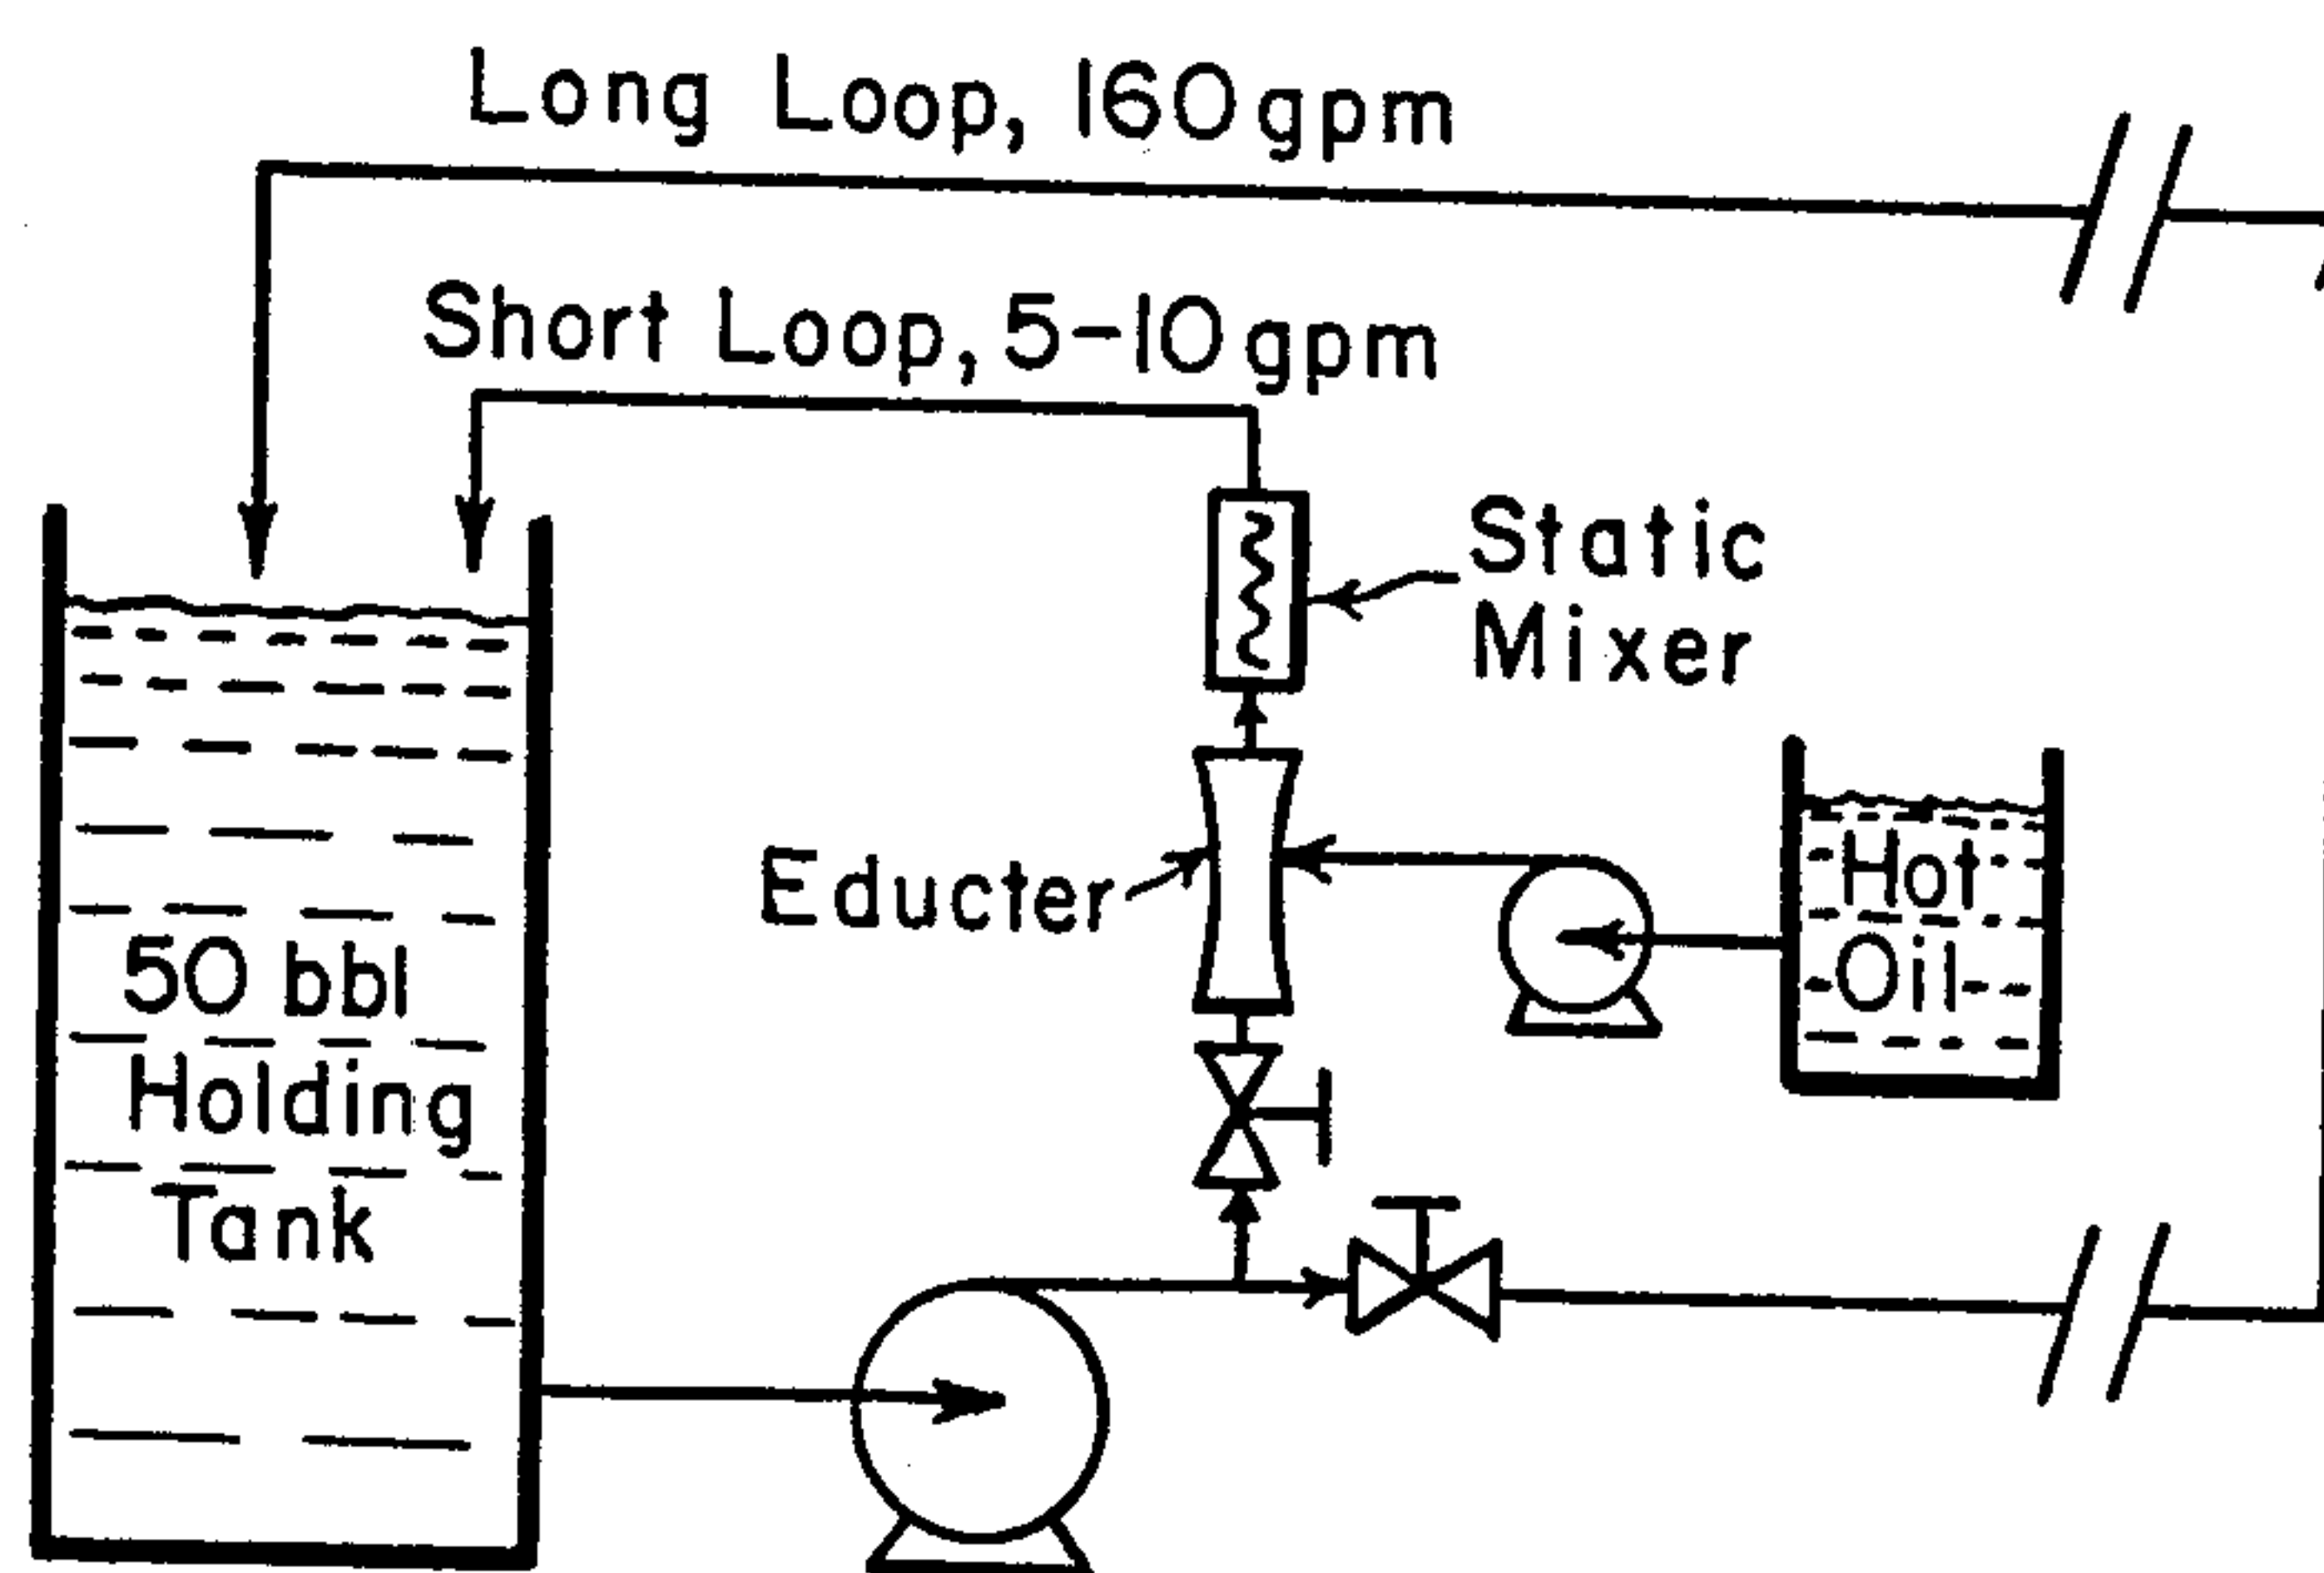 Long Loop, 160 gpm
Short Loop, 5-10 gpm
Static
Mixer
Educter
Hot
Oil
50 bbl
Holding
Tank